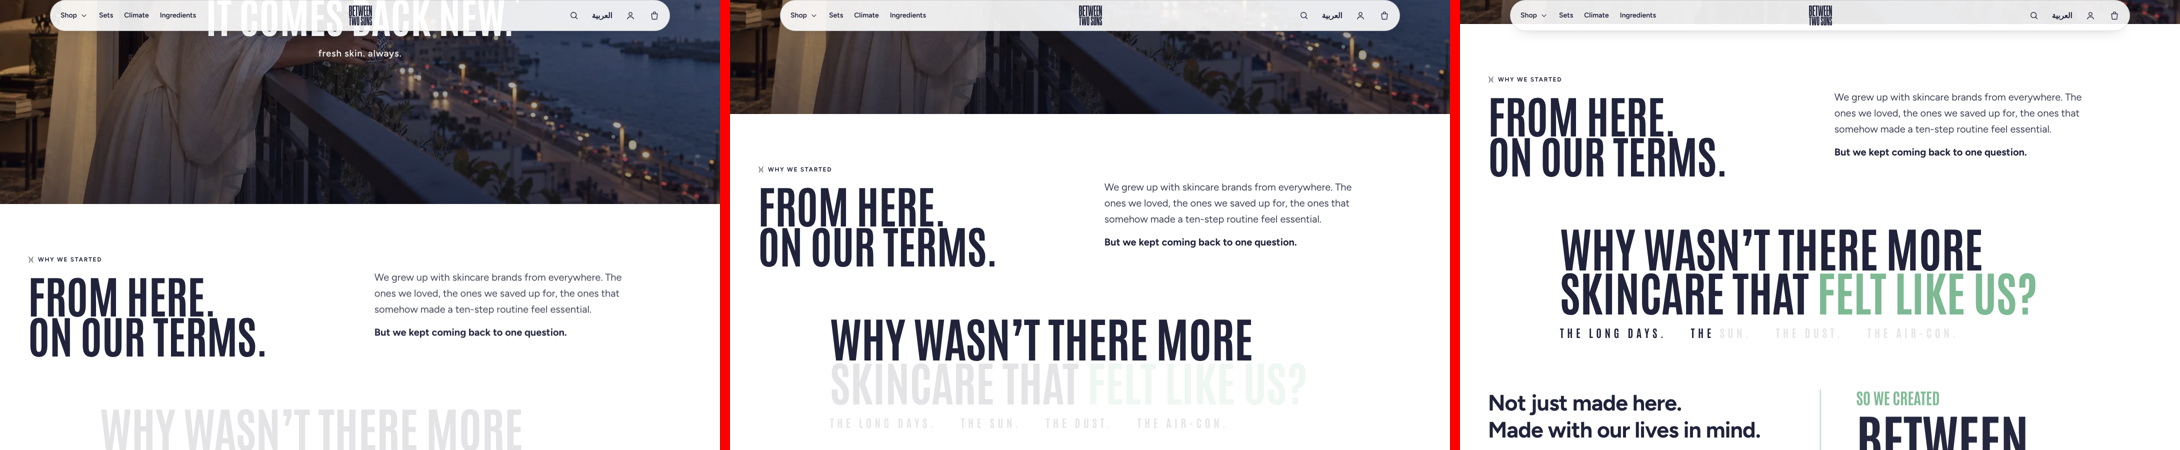 IT COMES BACK NEW.
Shop Sets Climate Ingredients
BETWEEN
TWO SUNS
العربية
fresh skin. always.
WHY WE STARTED
FROM HERE.
ON OUR TERMS.
We grew up with skincare brands from everywhere. The
ones we loved, the ones we saved up for, the ones that
somehow made a ten-step routine feel essential.
But we kept coming back to one question.
WHY WASN’T THERE MORE
Shop Sets Climate Ingredients
BETWEEN
TWO SUNS
العربية
WHY WE STARTED
FROM HERE.
ON OUR TERMS.
We grew up with skincare brands from everywhere. The
ones we loved, the ones we saved up for, the ones that
somehow made a ten-step routine feel essential.
But we kept coming back to one question.
WHY WASN’T THERE MORE
SKINCARE THAT FELT LIKE US?
THE LONG DAYS. THE SUN. THE DUST. THE AIR-CON.
Shop Sets Climate Ingredients
BETWEEN
TWO SUNS
العربية
WHY WE STARTED
FROM HERE.
ON OUR TERMS.
We grew up with skincare brands from everywhere. The
ones we loved, the ones we saved up for, the ones that
somehow made a ten-step routine feel essential.
But we kept coming back to one question.
WHY WASN’T THERE MORE
SKINCARE THAT FELT LIKE US?
THE LONG DAYS. THE SUN. THE DUST. THE AIR-CON.
Not just made here.
Made with our lives in mind.
SO WE CREATED
BETWEEN